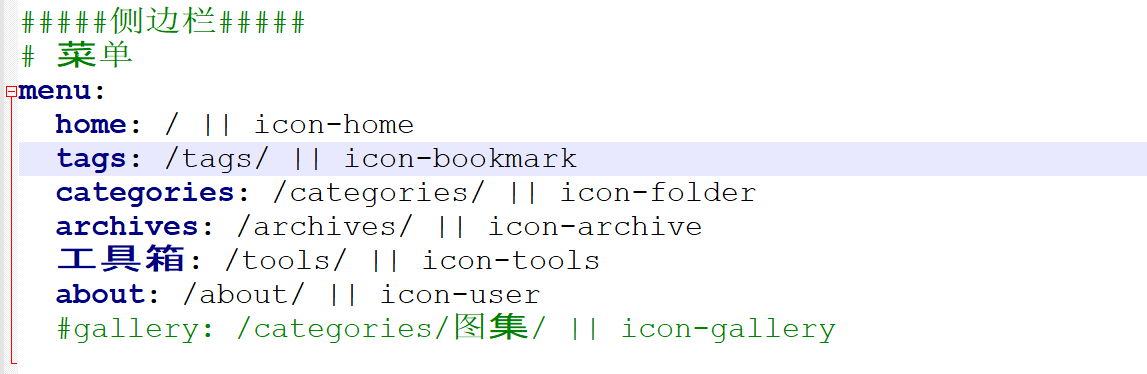 #####侧边栏#####
# 菜单
menu:
  home: / || icon-home
  tags: /tags/ || icon-bookmark
  categories: /categories/ || icon-folder
  archives: /archives/ || icon-archive
  工具箱: /tools/ || icon-tools
  about: /about/ || icon-user
  #gallery: /categories/图集/ || icon-gallery